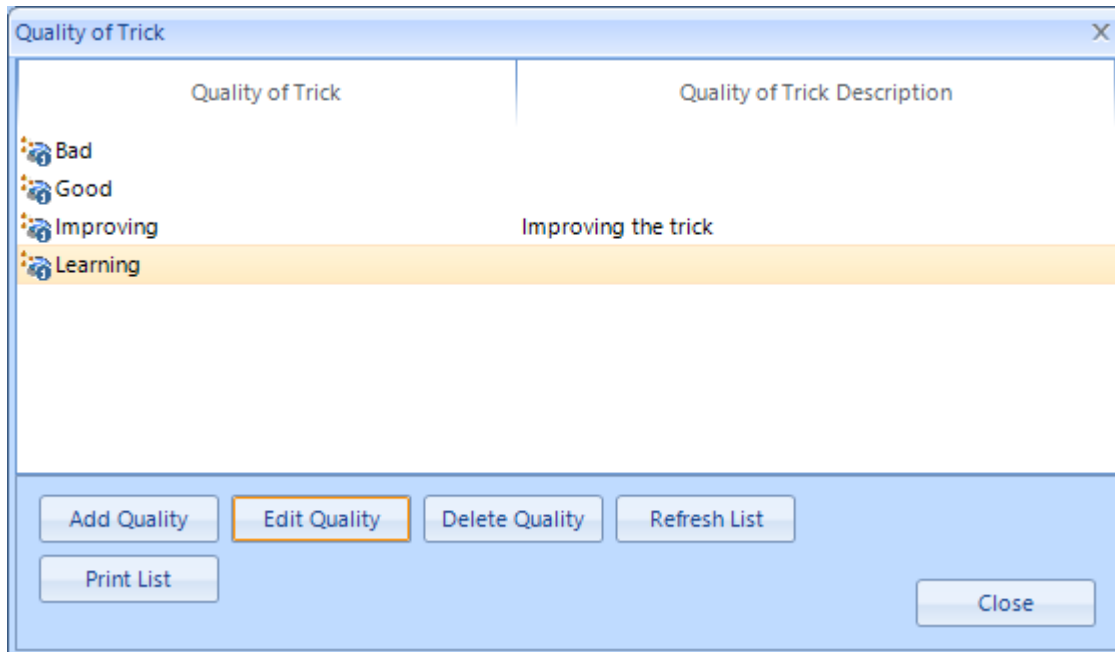 Quality of Trick
Quality of Trick Quality of Trick Description
Bad
Good
Improving Improving the trick
Learning
Add Quality Edit Quality Delete Quality Refresh List
Print List
Close